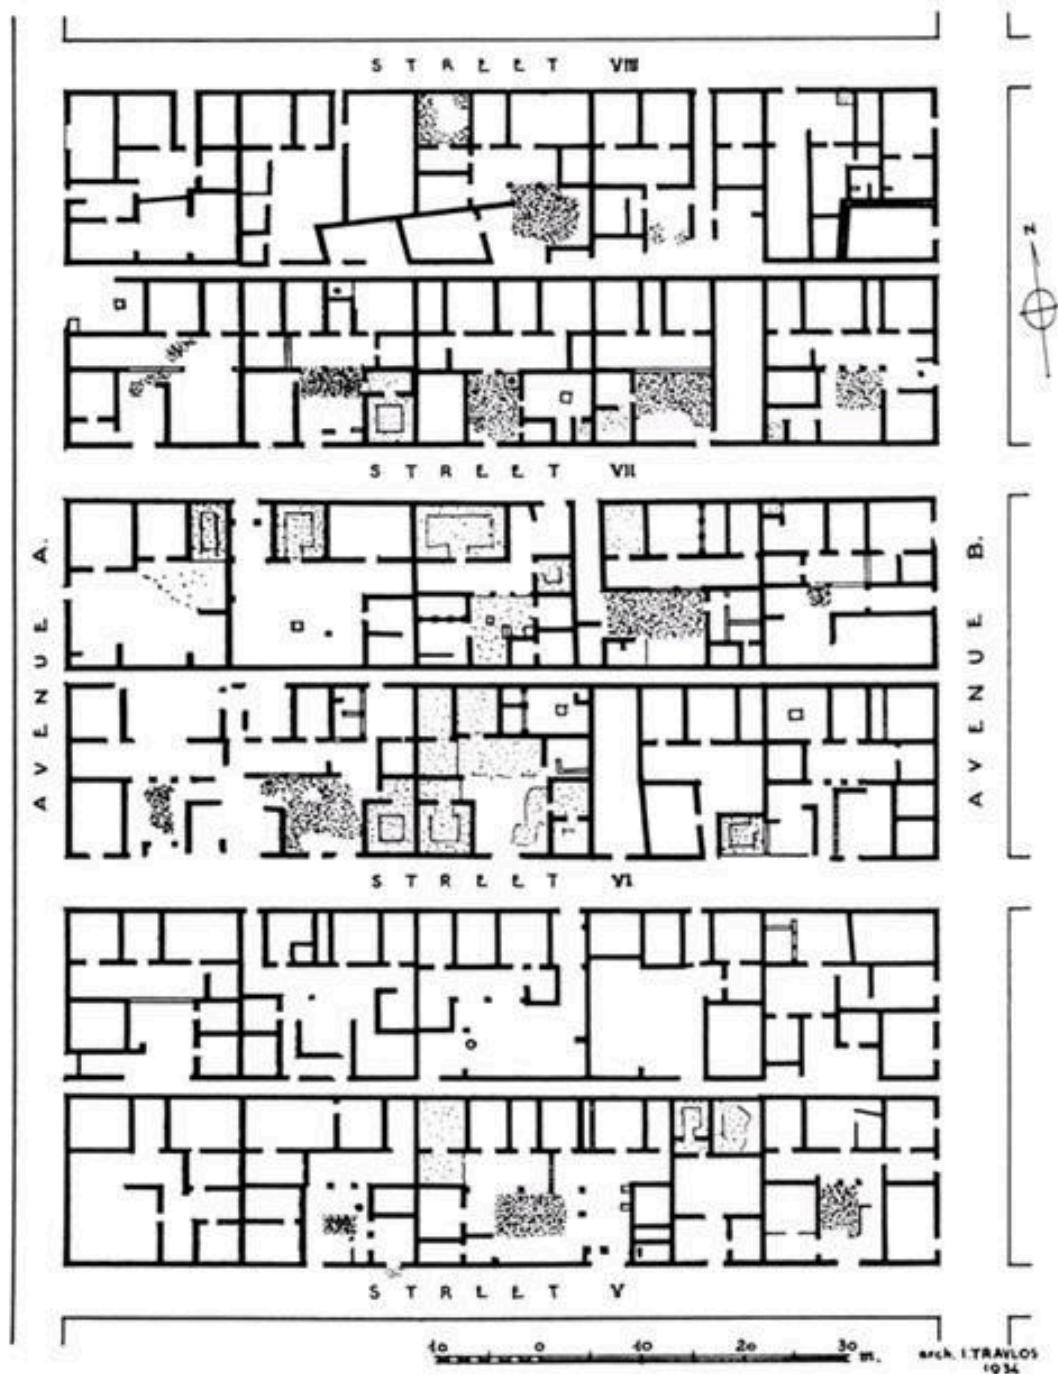 STREET VIII
N
STREET VII
AVENUE A.
AVENUE B.
STREET VI
STREET V
10 0 10 20 30 m.
arch. I. TRAVLOS
1934